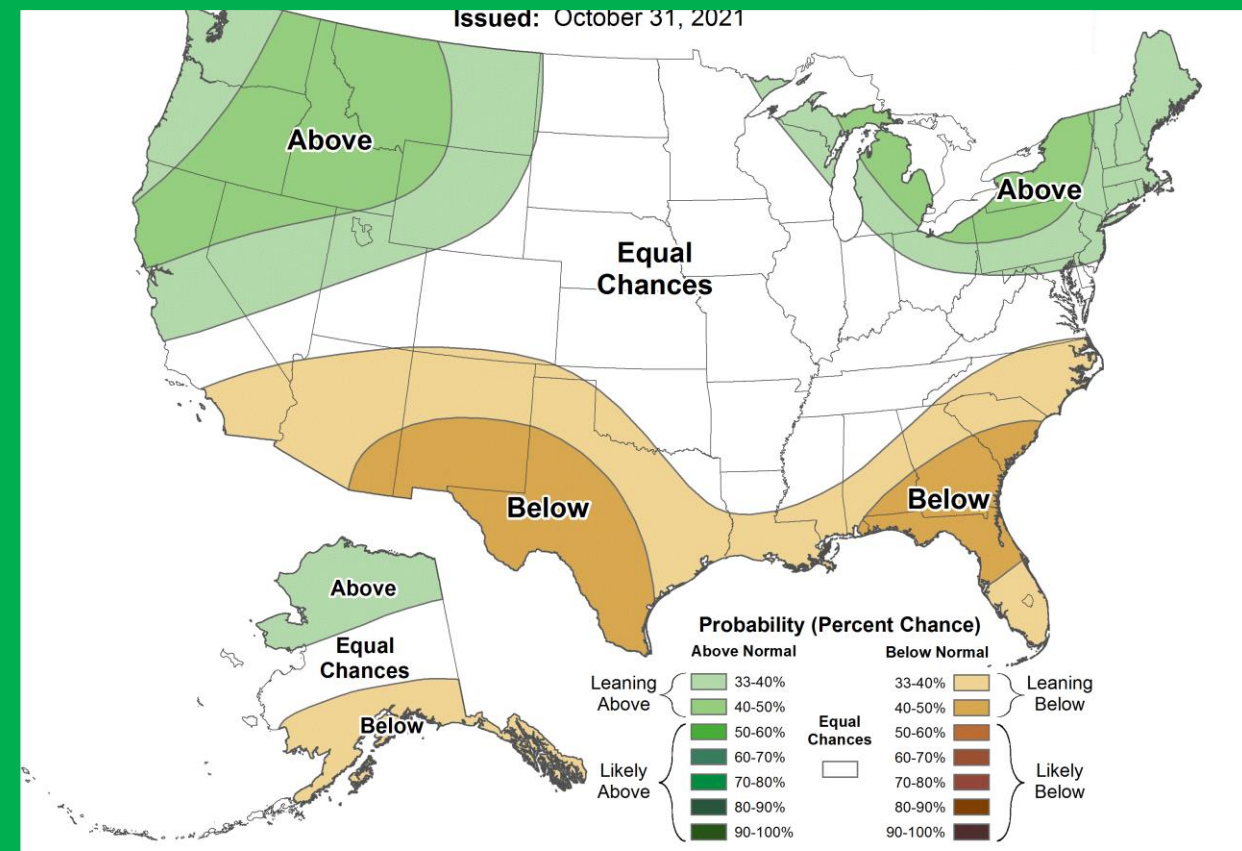 Issued: October 31, 2021
Above
Above
Equal
Chances
Below
Below
Above
Equal
Chances
Below
Probability (Percent Chance)
Above Normal
Below Normal
Leaning
Above
33-40%
40-50%
Likely
Above
50-60%
60-70%
70-80%
80-90%
90-100%
Equal
Chances
33-40%
40-50%
Leaning
Below
50-60%
60-70%
70-80%
80-90%
90-100%
Likely
Below